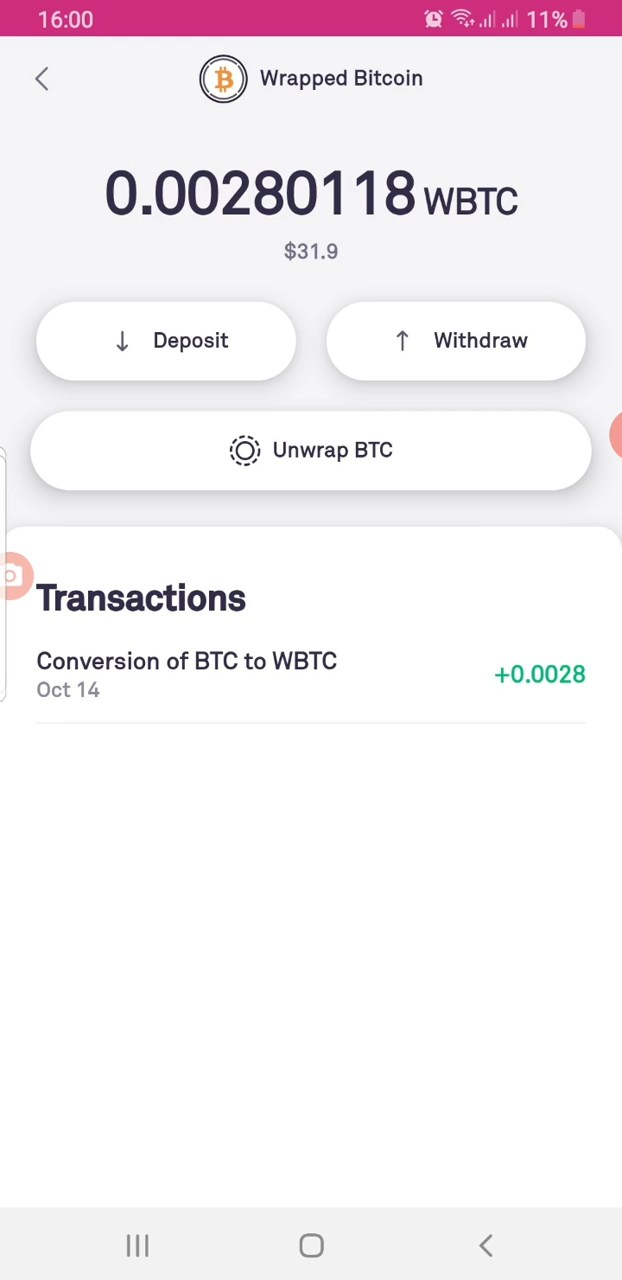 16:00 11%
Wrapped Bitcoin
0.00280118 WBTC
$31.9
Deposit Withdraw
Unwrap BTC
Transactions
Conversion of BTC to WBTC
+0.0028
Oct 14